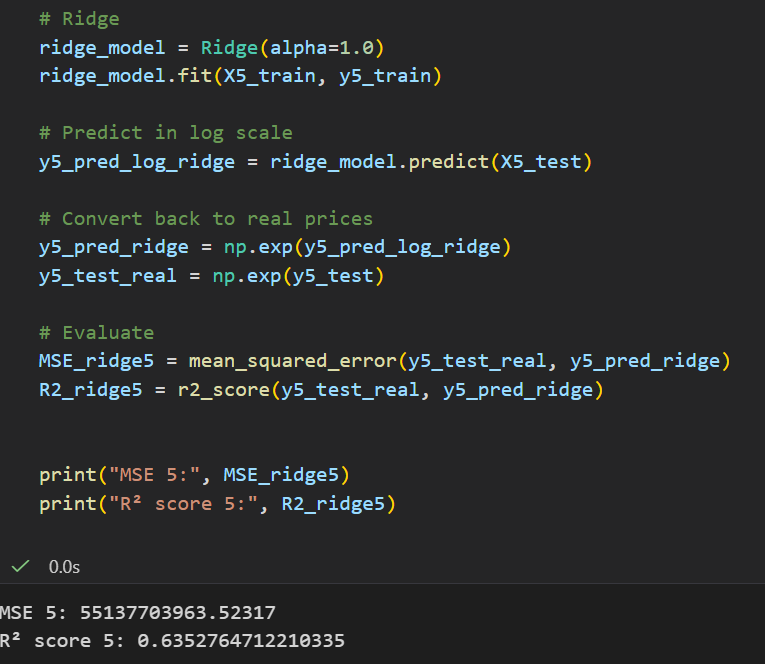 # Ridge
ridge_model = Ridge(alpha=1.0)
ridge_model.fit(X5_train, y5_train)
# Predict in log scale
y5_pred_log_ridge = ridge_model.predict(X5_test)
# Convert back to real prices
y5_pred_ridge = np.exp(y5_pred_log_ridge)
y5_test_real = np.exp(y5_test)
# Evaluate
MSE_ridge5 = mean_squared_error(y5_test_real, y5_pred_ridge)
R2_ridge5 = r2_score(y5_test_real, y5_pred_ridge)
print("MSE 5:", MSE_ridge5)
print("R² score 5:", R2_ridge5)
0.0s
MSE 5: 55137703963.52317
R² score 5: 0.6352764712210335